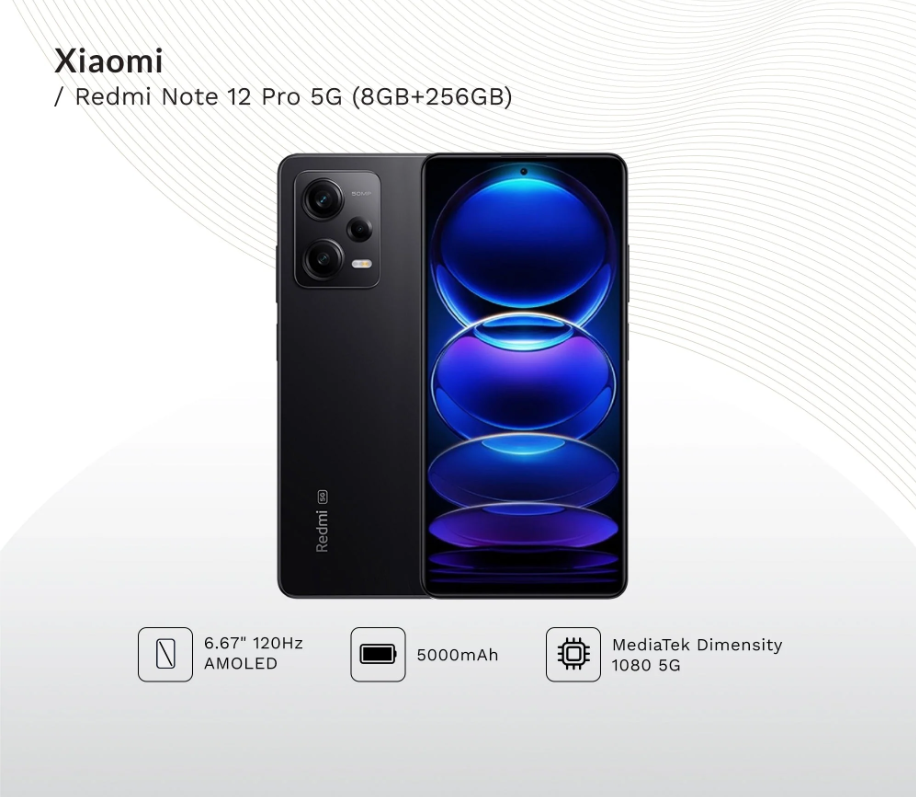 Xiaomi
/ Redmi Note 12 Pro 5G (8GB+256GB)
50MP
Redmi 5G
6.67" 120Hz
AMOLED
5000mAh
MediaTek Dimensity
1080 5G